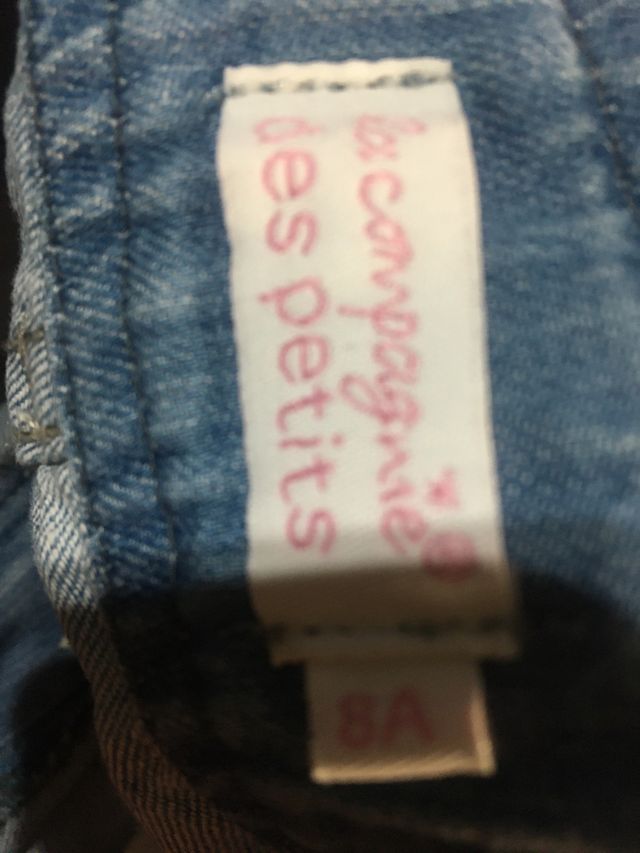 la compagnie
des petits
8A